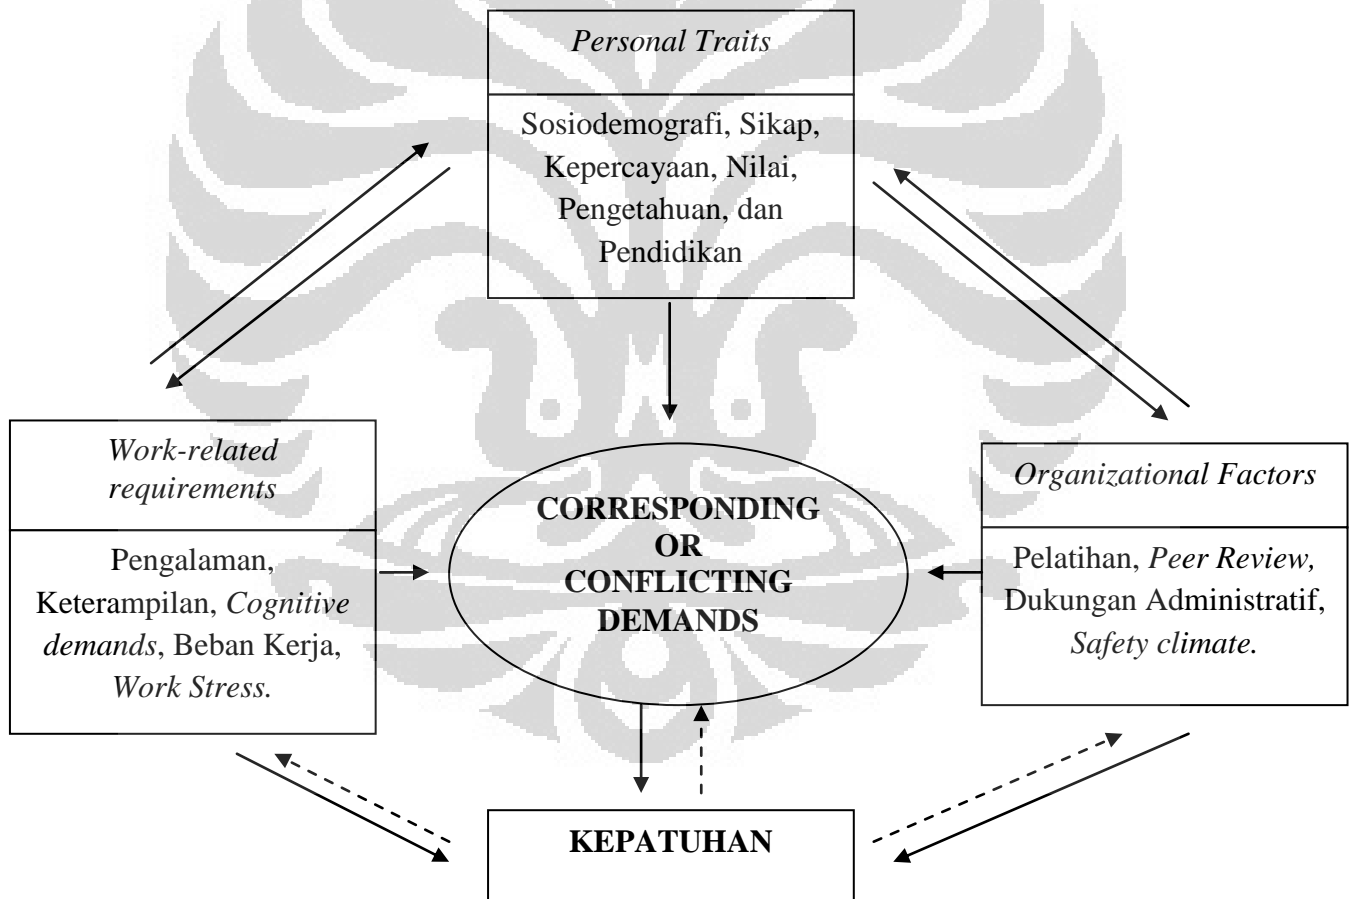 Personal Traits
Sosiodemografi, Sikap,
Kepercayaan, Nilai,
Pengetahuan, dan
Pendidikan
Work-related
requirements
Pengalaman,
Keterampilan, Cognitive
demands, Beban Kerja,
Work Stress.
CORRESPONDING
OR
CONFLICTING
DEMANDS
Organizational Factors
Pelatihan, Peer Review,
Dukungan Administratif,
Safety climate.
KEPATUHAN